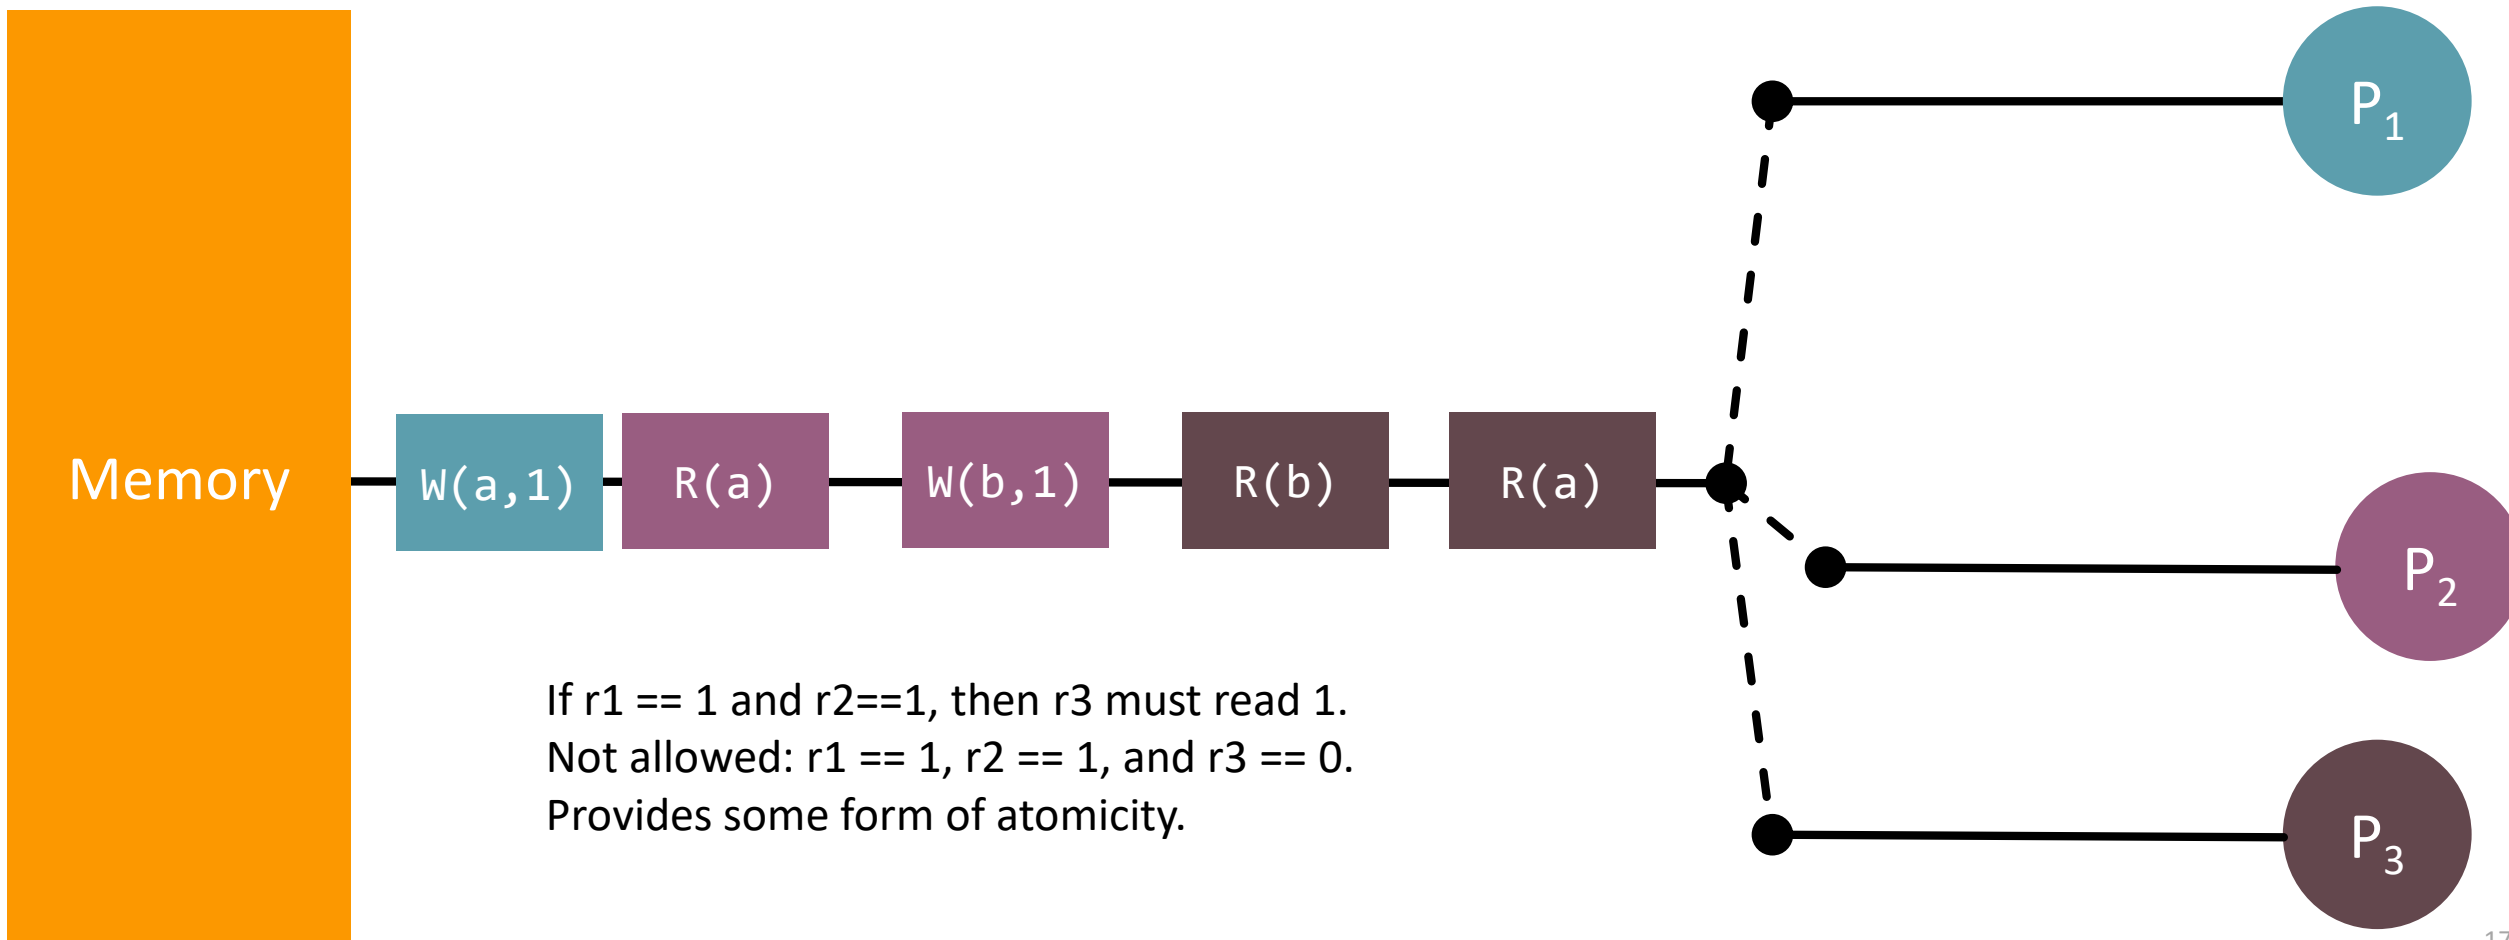 P1
Memory
W(a,1)
R(a)
W(b,1)
R(b)
R(a)
P2
If r1 == 1 and r2==1, then r3 must read 1.
Not allowed: r1 == 1, r2 == 1, and r3 == 0.
Provides some form of atomicity.
P3
17